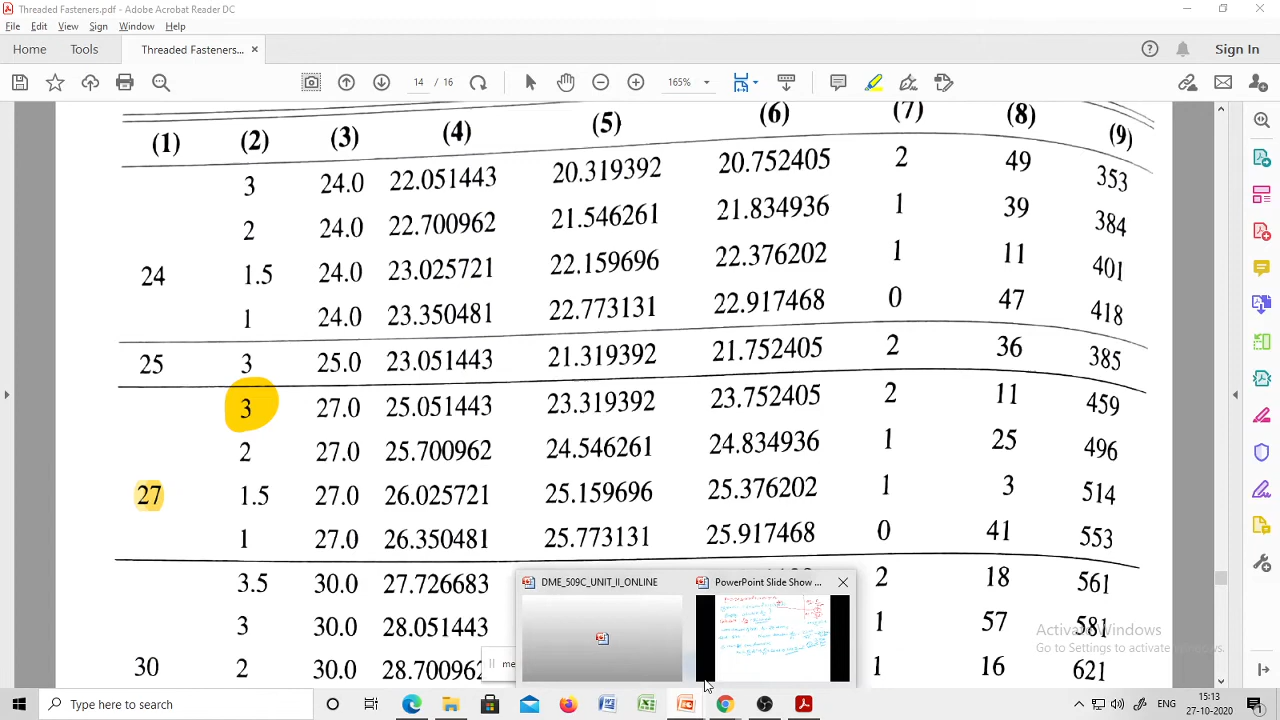 Threaded Fasteners.pdf - Adobe Acrobat Reader DC
File Edit View Sign Window Help
Home Tools Threaded Fasteners... × Sign In
14 / 16 165%
(1) (2) (3) (4) (5) (6) (7) (8) (9)
3 24.0 22.051443 20.319392 20.752405 2 49 353
2 24.0 22.700962 21.546261 21.834936 1 39 384
24 1.5 24.0 23.025721 22.159696 22.376202 1 11 401
1 24.0 23.350481 22.773131 22.917468 0 47 418
25 3 25.0 23.051443 21.319392 21.752405 2 36 385
3 27.0 25.051443 23.319392 23.752405 2 11 459
2 27.0 25.700962 24.546261 24.834936 1 25 496
27 1.5 27.0 26.025721 25.159696 25.376202 1 3 514
1 27.0 26.350481 25.773131 25.917468 0 41 553
3.5 30.0 27.726683 2 18 561
DME_509C_UNIT_II_ONLINE PowerPoint Slide Show ...
3 30.0 28.051443 1 57 581
Activate Windows
Go to Settings to activate Windows.
30 2 30.0 28.700962 me 1 16 621
Type here to search
ENG 15:13
27-10-2020